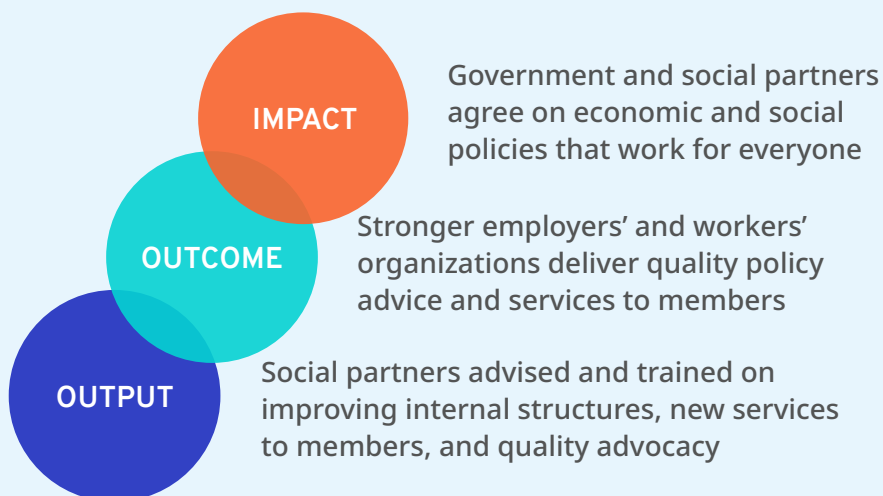 IMPACT
Government and social partners
agree on economic and social
policies that work for everyone
OUTCOME
Stronger employers’ and workers’
organizations deliver quality policy
advice and services to members
OUTPUT
Social partners advised and trained on
improving internal structures, new services
to members, and quality advocacy